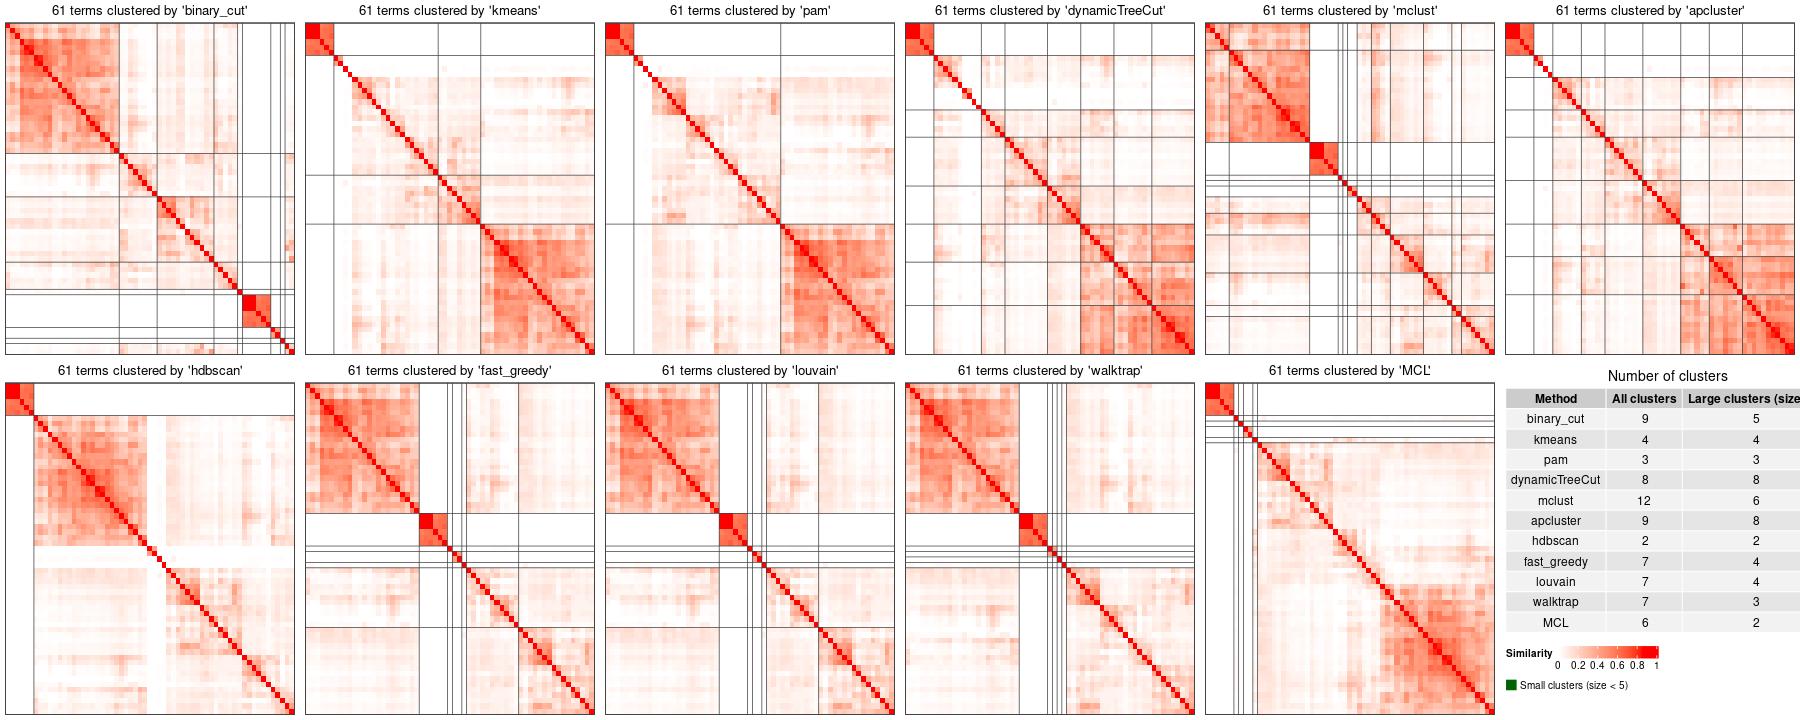 61 terms clustered by 'binary_cut'
61 terms clustered by 'kmeans'
61 terms clustered by 'pam'
61 terms clustered by 'dynamicTreeCut'
61 terms clustered by 'mclust'
61 terms clustered by 'apcluster'
61 terms clustered by 'hdbscan'
61 terms clustered by 'fast_greedy'
61 terms clustered by 'louvain'
61 terms clustered by 'walktrap'
61 terms clustered by 'MCL'
Number of clusters
Method All clusters Large clusters (size
binary_cut 9 5
kmeans 4 4
pam 3 3
dynamicTreeCut 8 8
mclust 12 6
apcluster 9 8
hdbscan 2 2
fast_greedy 7 4
louvain 7 4
walktrap 7 3
MCL 6 2
Similarity
0 0.2 0.4 0.6 0.8 1
Small clusters (size < 5)